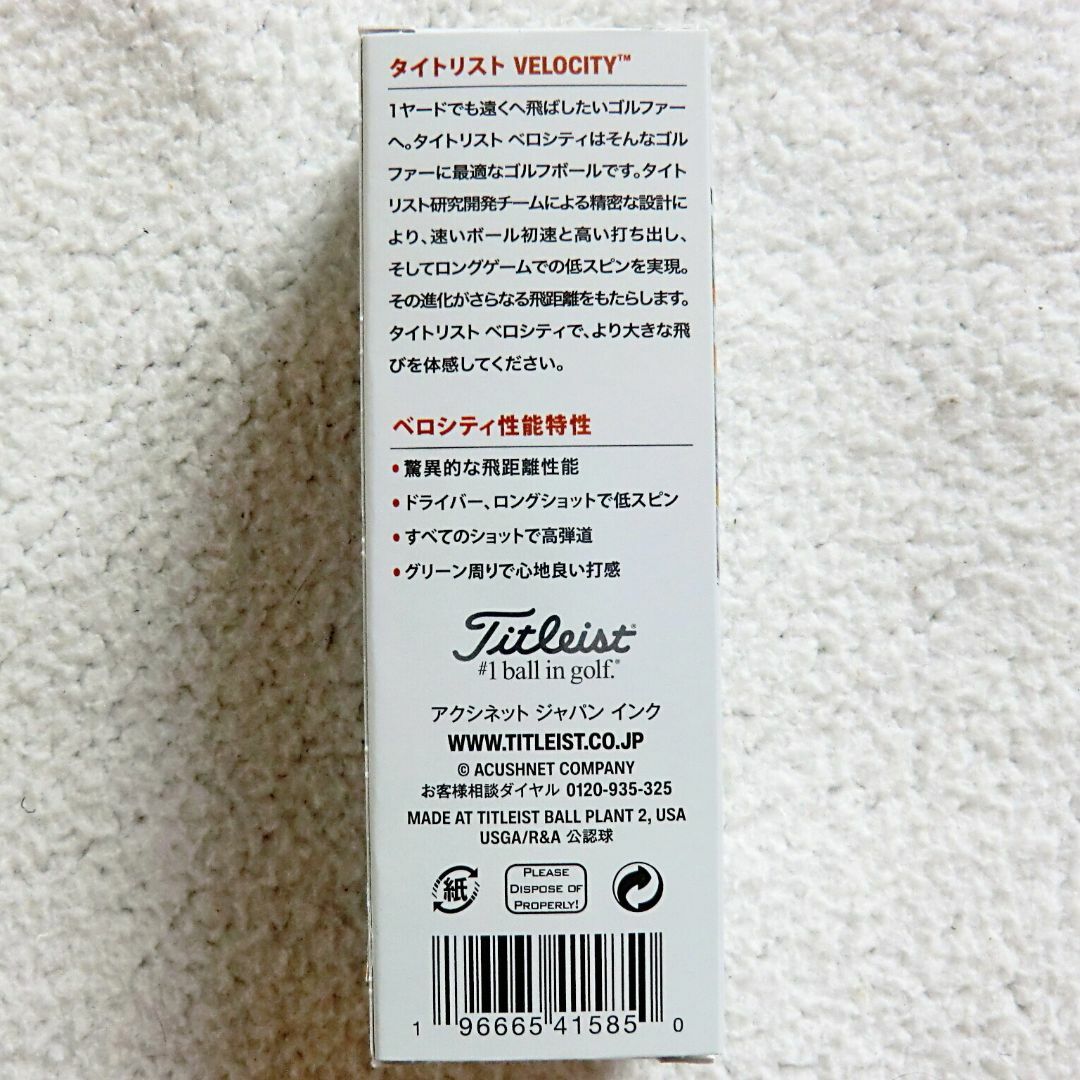 タイトリスト VELOCITY™
1ヤードでも遠くへ飛ばしたいゴルファー
へ。タイトリスト ベロシティはそんなゴル
ファーに最適なゴルフボールです。タイト
リスト研究開発チームによる精密な設計に
より、速いボール初速と高い打ち出し、
そしてロングゲームでの低スピンを実現。
その進化がさらなる飛距離をもたらします。
タイトリスト ベロシティで、より大きな飛
びを体感してください。
ベロシティ性能特性
•驚異的な飛距離性能
•ドライバー、ロングショットで低スピン
•すべてのショットで高弾道
•グリーン周りで心地良い打感
Titleist®
#1 ball in golf.®
アクシネット ジャパン インク
WWW.TITLEIST.CO.JP
© ACUSHNET COMPANY
お客様相談ダイヤル 0120-935-325
MADE AT TITLEIST BALL PLANT 2, USA
USGA/R&A 公認球
紙
PLEASE
DISPOSE OF
PROPERLY!
1 96665 41585 0